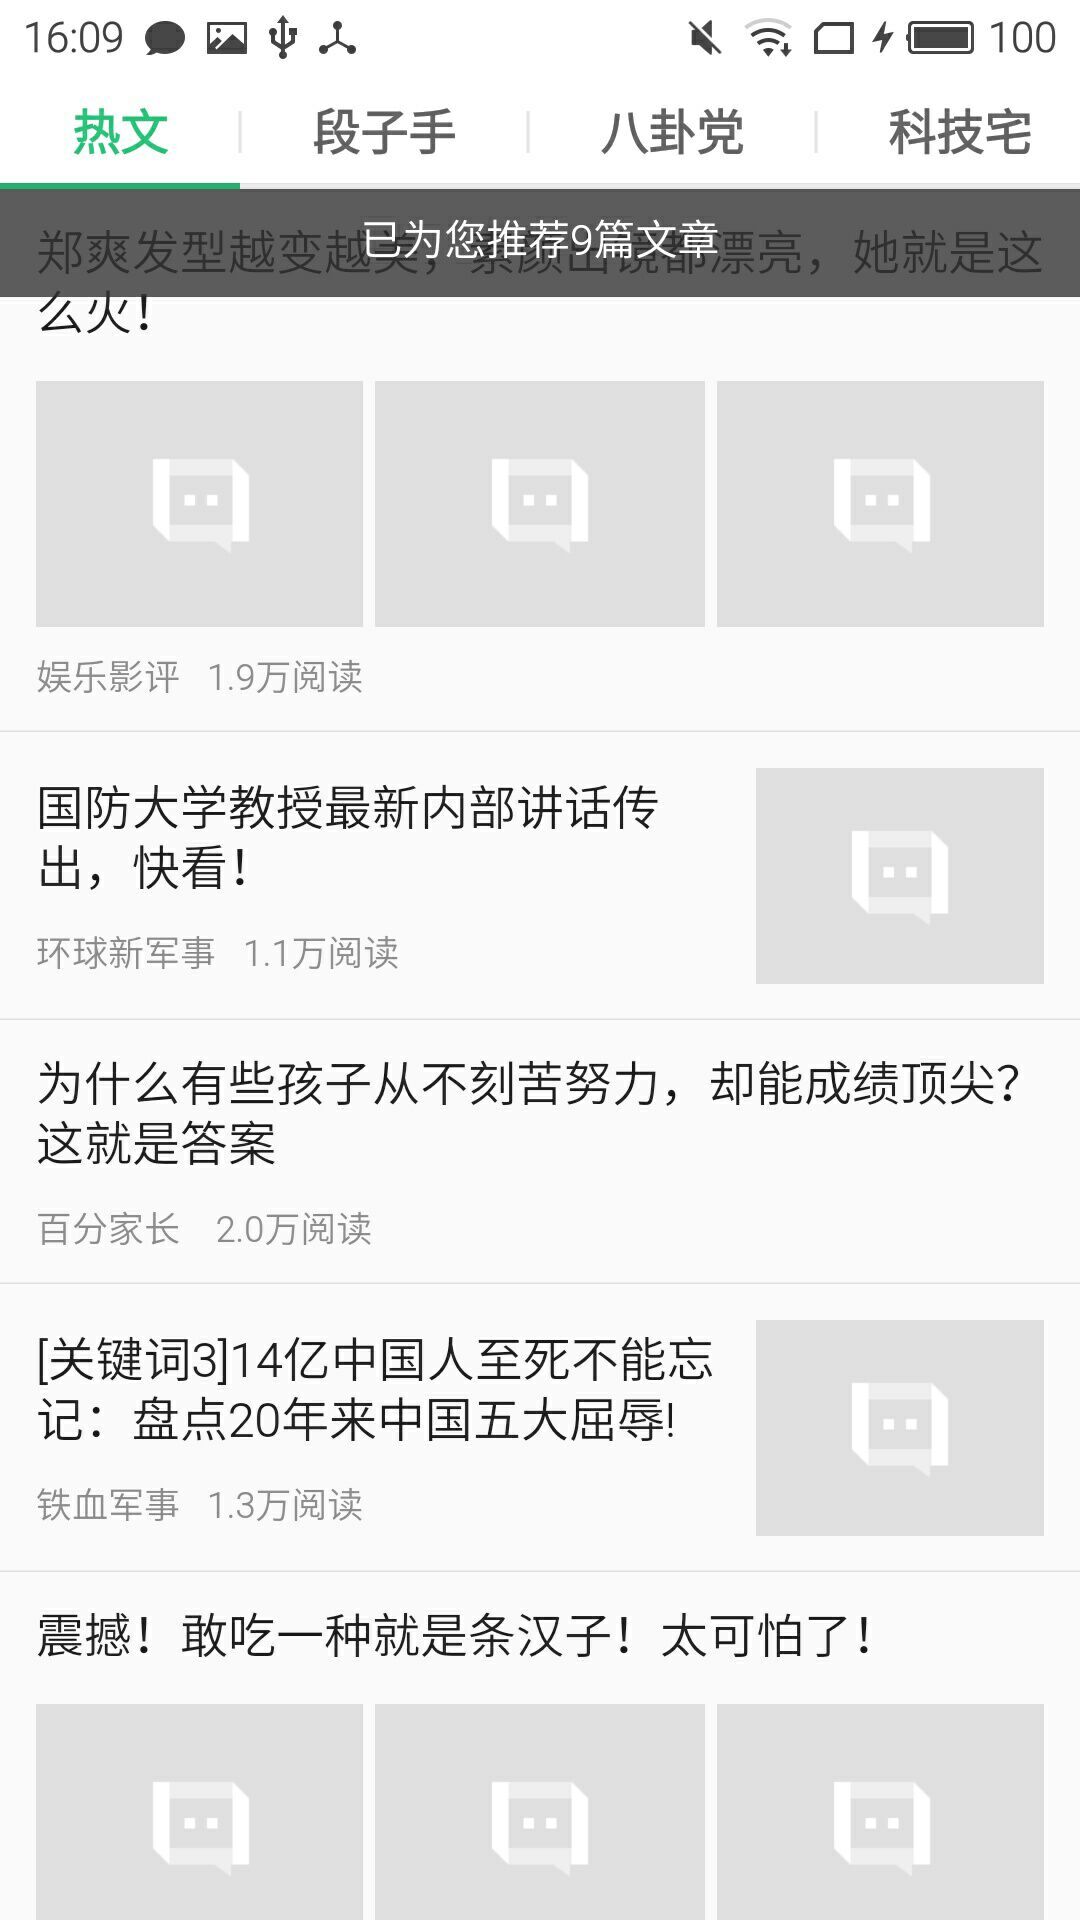 16:09
100
热文
段子手
八卦党
科技宅
已为您推荐9篇文章
郑爽发型越变越美，素颜出镜都漂亮，她就是这
么火！
娱乐影评 1.9万阅读
国防大学教授最新内部讲话传
出，快看！
环球新军事 1.1万阅读
为什么有些孩子从不刻苦努力，却能成绩顶尖？
这就是答案
百分家长 2.0万阅读
[关键词3]14亿中国人至死不能忘
记：盘点20年来中国五大屈辱!
铁血军事 1.3万阅读
震撼！敢吃一种就是条汉子！太可怕了！